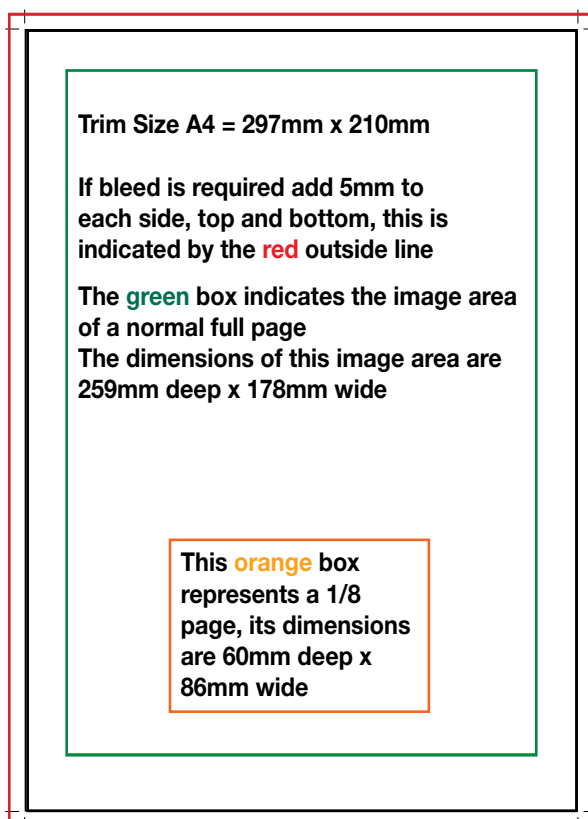 Trim Size A4 = 297mm x 210mm
If bleed is required add 5mm to
each side, top and bottom, this is
indicated by the red outside line
The green box indicates the image area
of a normal full page
The dimensions of this image area are
259mm deep x 178mm wide
This orange box
represents a 1/8
page, its dimensions
are 60mm deep x
86mm wide